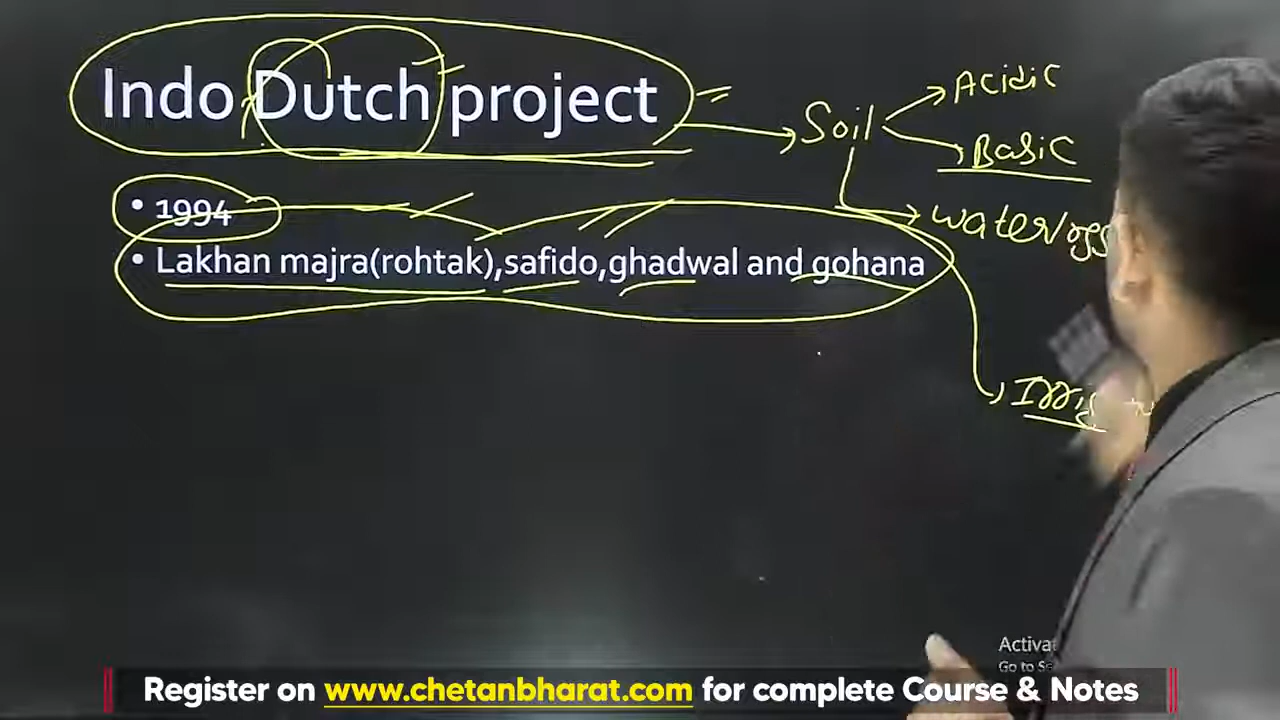 Indo Dutch project
Soil
Acidic
Basic
• 1994
• Lakhan majra(rohtak),safido,ghadwal and gohana
Register on www.chetanbharat.com for complete Course & Notes